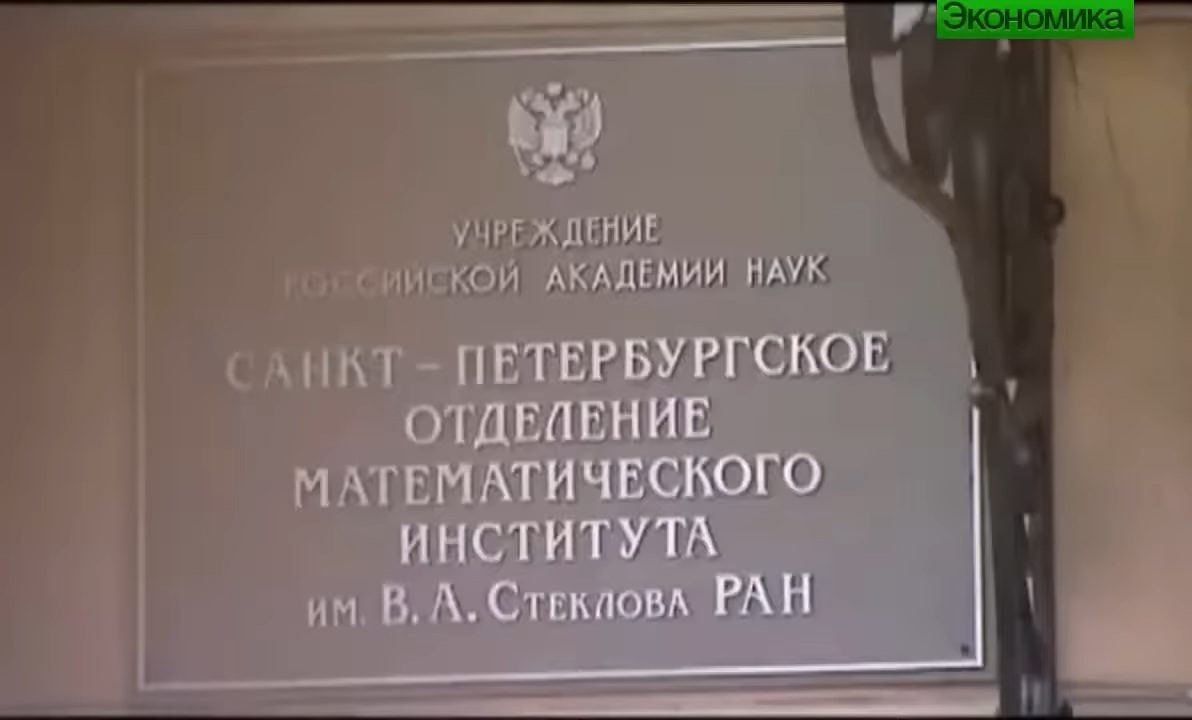 Экономика
УЧРЕЖДЕНИЕ
РОССИЙСКОЙ АКАДЕМИИ НАУК
САНКТ – ПЕТЕРБУРГСКОЕ
ОТДЕЛЕНИЕ
МАТЕМАТИЧЕСКОГО
ИНСТИТУТА
ИМ. В. А. СТЕКЛОВА РАН